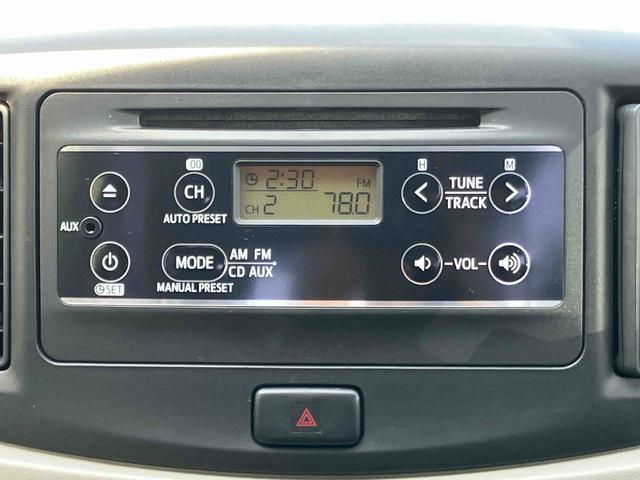 :00
CH
AUTO PRESET
AUX
SET
MODE
AM FM
CD AUX
MANUAL PRESET
2:30
FM
CH 2 78.0
H
M
TUNE
TRACK
-VOL-